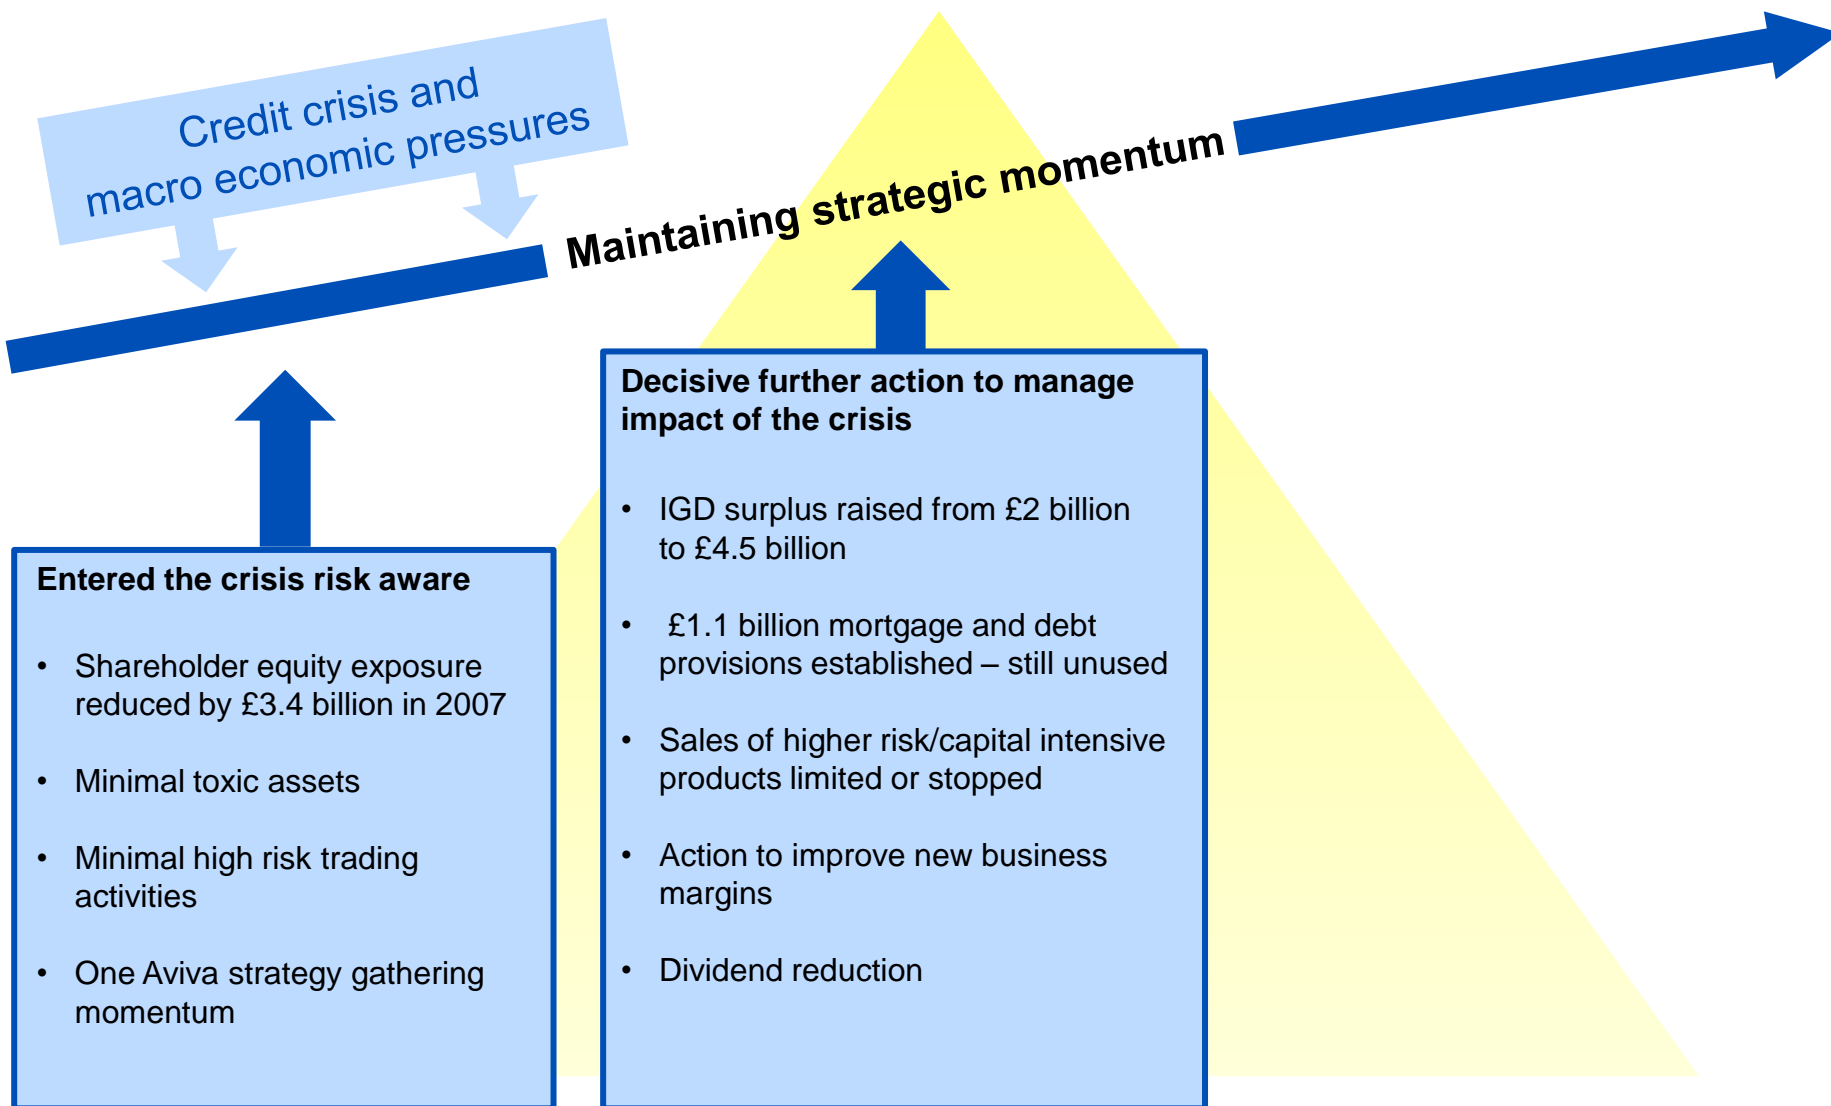 Credit crisis and
macro economic pressures
Maintaining strategic momentum
Entered the crisis risk aware
• Shareholder equity exposure
reduced by £3.4 billion in 2007
• Minimal toxic assets
• Minimal high risk trading
activities
• One Aviva strategy gathering
momentum
Decisive further action to manage
impact of the crisis
• IGD surplus raised from £2 billion
to £4.5 billion
• £1.1 billion mortgage and debt
provisions established – still unused
• Sales of higher risk/capital intensive
products limited or stopped
• Action to improve new business
margins
• Dividend reduction